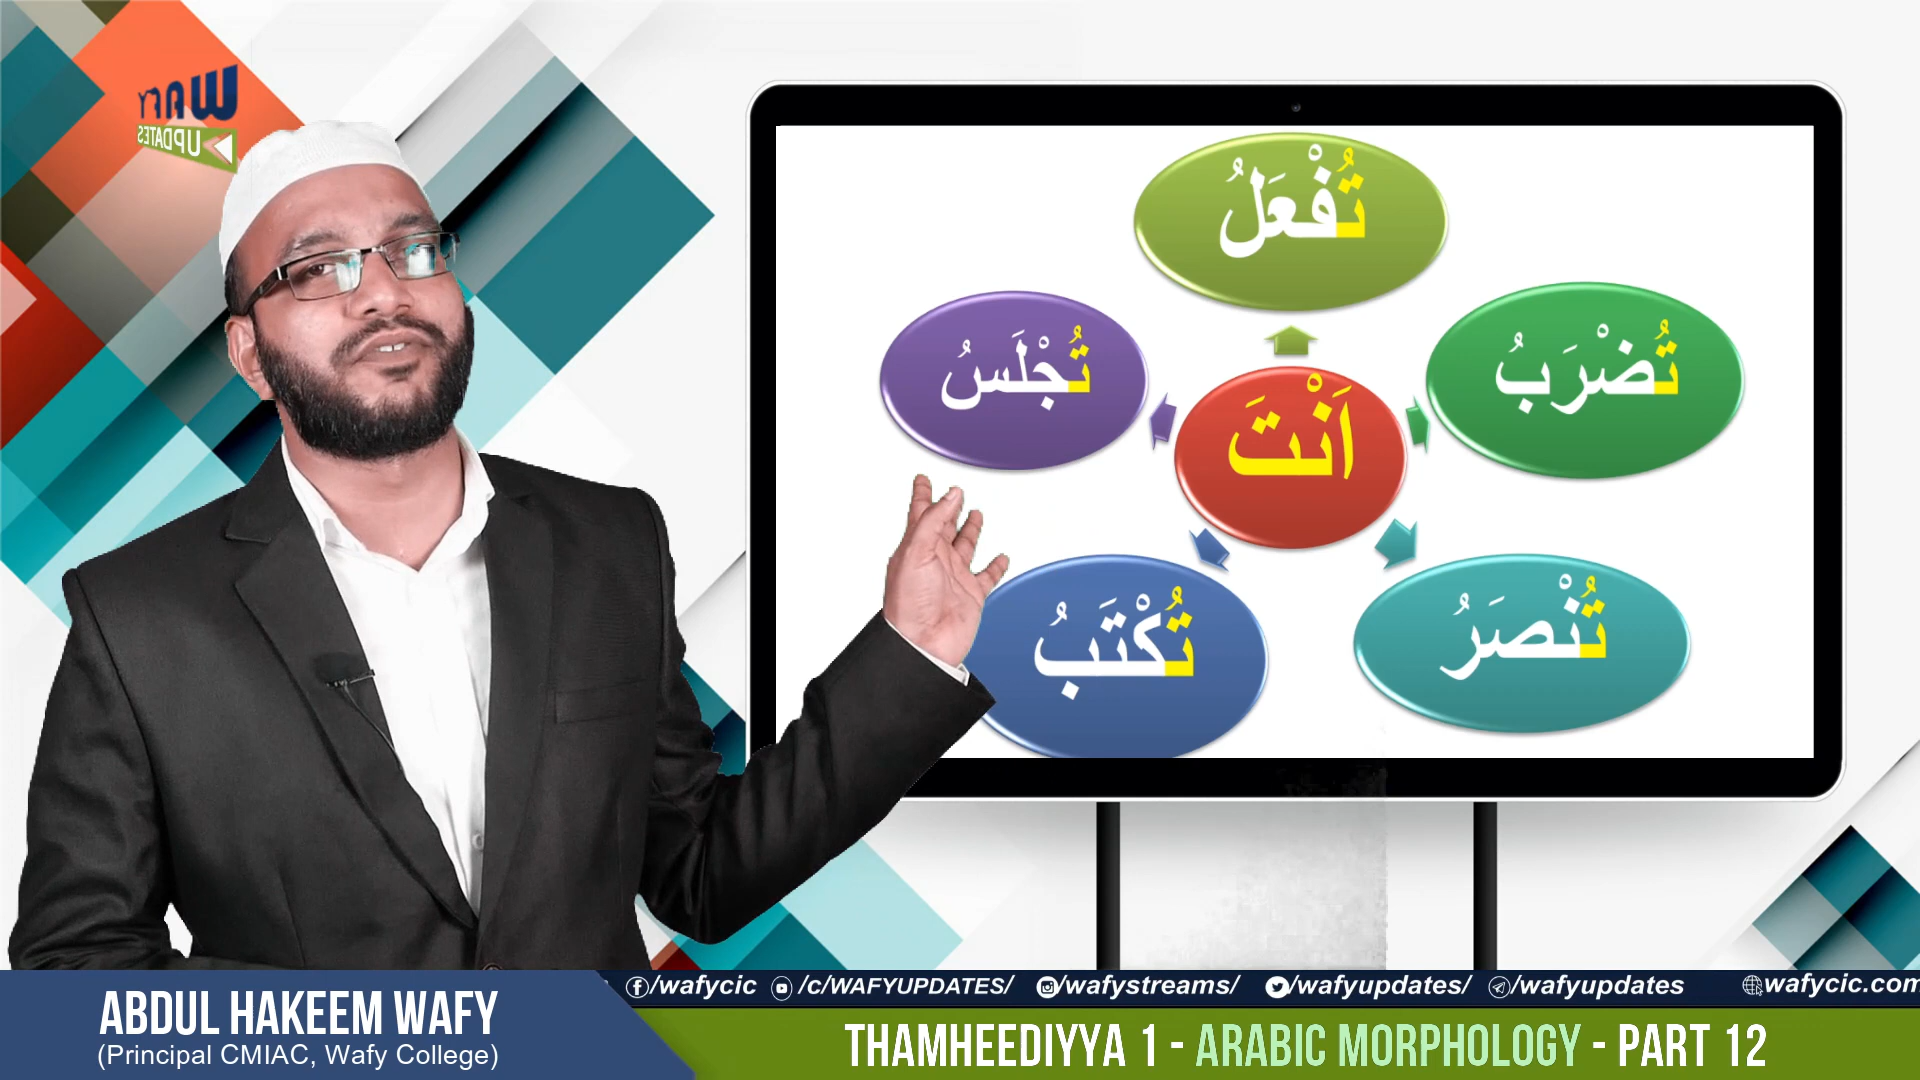 WAFY
UPDATES
تُفْعَلُ
تُجْلَسُ
تُضْرَبُ
اَنْتَ
تُكْتَبُ
تُنْصَرُ
/wafycic /c/WAFYUPDATES/ /wafystreams/ /wafyupdates/ /wafyupdates wafycic.com
ABDUL HAKEEM WAFY
(Principal CMIAC, Wafy College)
THAMHEEDIYYA 1 - ARABIC MORPHOLOGY - PART 12